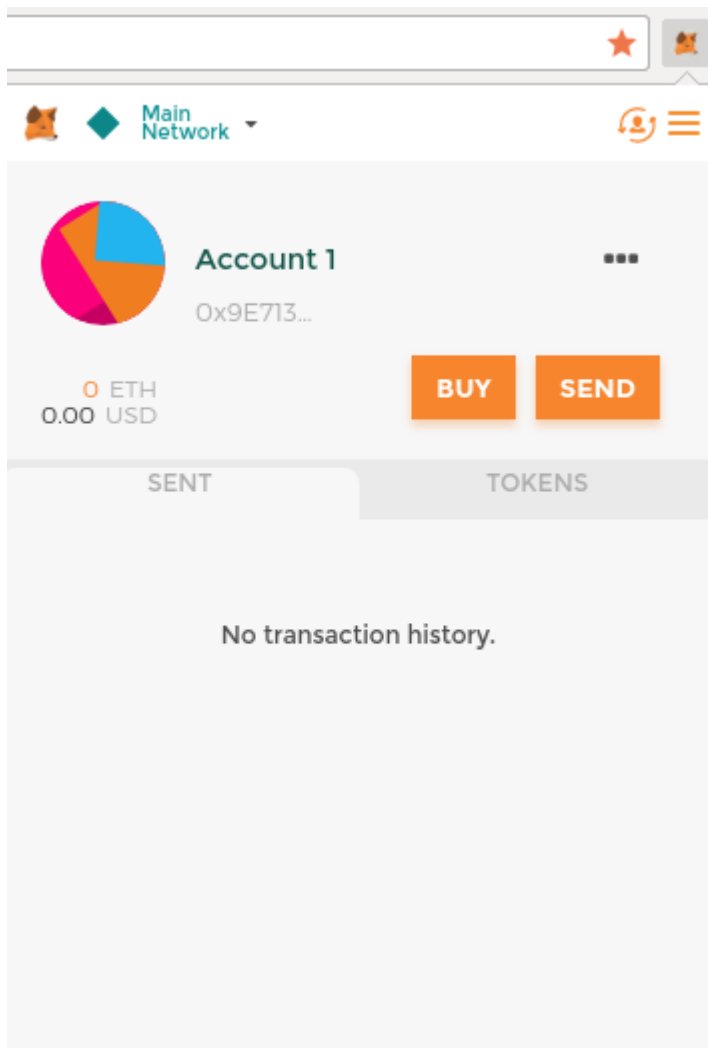 Main
Network
Account 1
0x9E713...
0 ETH
0.00 USD
BUY
SEND
SENT
TOKENS
No transaction history.